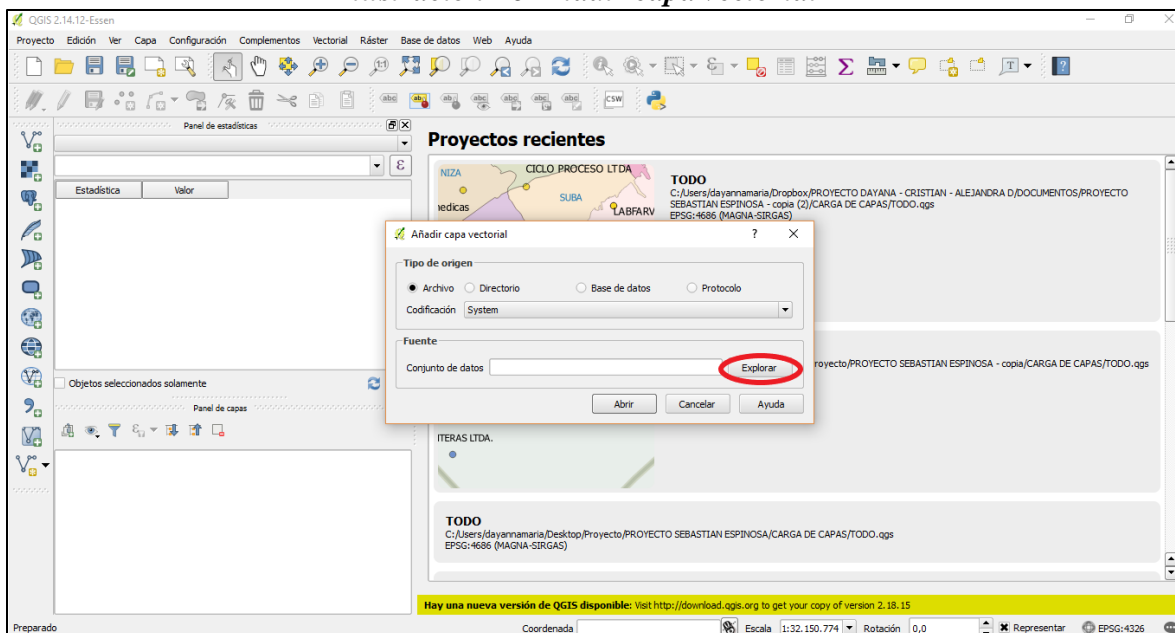 QGIS 2.14.12-Essen
Proyecto Edición Ver Capa Configuración Complementos Vectorial Ráster Base de datos Web Ayuda
Panel de estadísticas
Estadística Valor
Objetos seleccionados solamente
Panel de capas
Proyectos recientes
NIZA
CICLO PROCESO LTDA
SUBA
LABFARV
TODO
C:/Users/dayannamaria/Dropbox/PROYECTO DAYANA - CRISTIAN - ALEJANDRA D/DOCUMENTOS/PROYECTO
SEBASTIAN ESPINOSA - copia (2)/CARGA DE CAPAS/TODO.qgs
EPSG:4686 (MAGNA-SIRGAS)
Añadir capa vectorial ? X
Tipo de origen
Archivo Directorio Base de datos Protocolo
Codificación System
Fuente
Conjunto de datos Explorar
Abrir Cancelar Ayuda
royecto/PROYECTO SEBASTIAN ESPINOSA - copia/CARGA DE CAPAS/TODO.qgs
ITERAS LTDA.
TODO
C:/Users/dayannamaria/Desktop/Proyecto/PROYECTO SEBASTIAN ESPINOSA/CARGA DE CAPAS/TODO.qgs
EPSG:4686 (MAGNA-SIRGAS)
Hay una nueva versión de QGIS disponible: Visit http://download.qgis.org to get your copy of version 2.18.15
Preparado Coordenada Escala 1:32.150.774 Rotación 0,0 Representar EPSG:4326